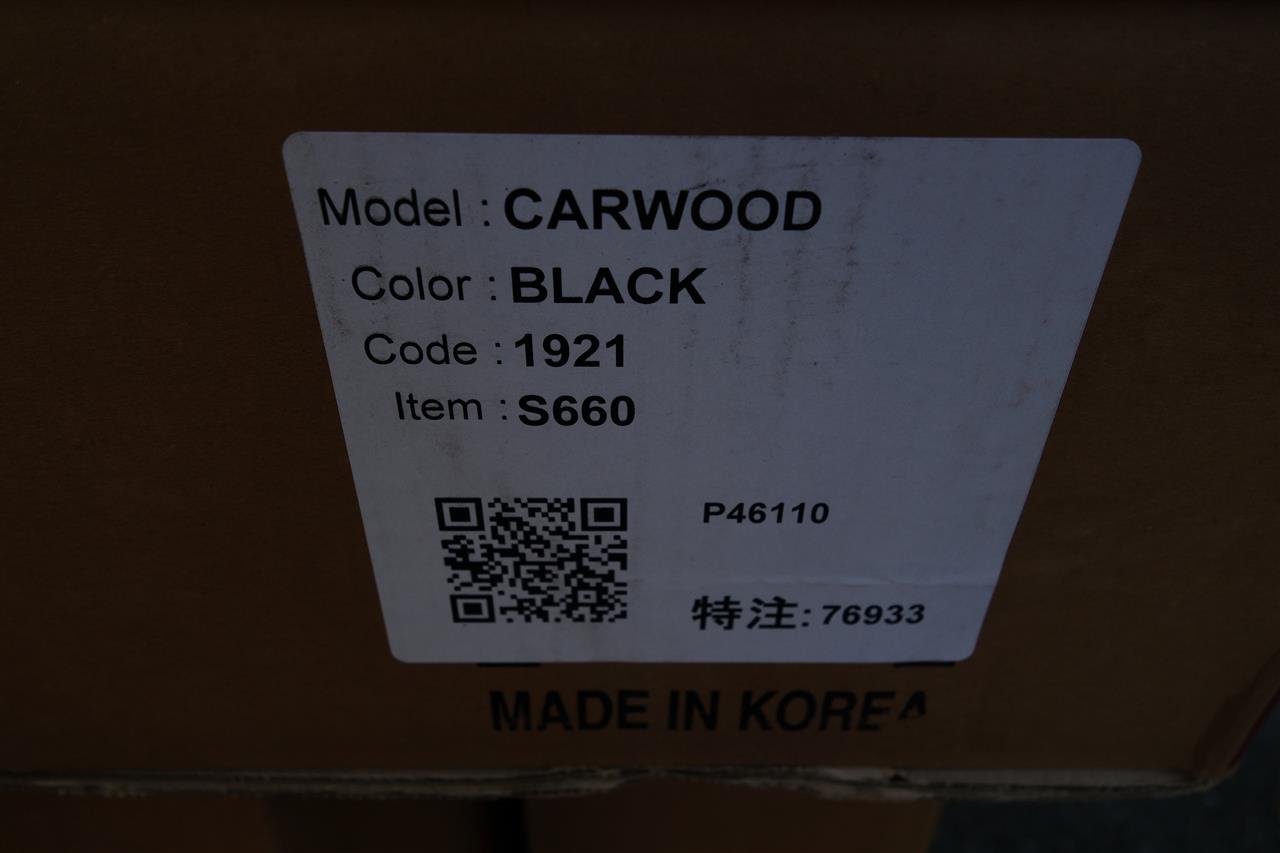 Model : CARWOOD
Color : BLACK
Code : 1921
Item : S660
P46110
特注: 76933
MADE IN KOREA